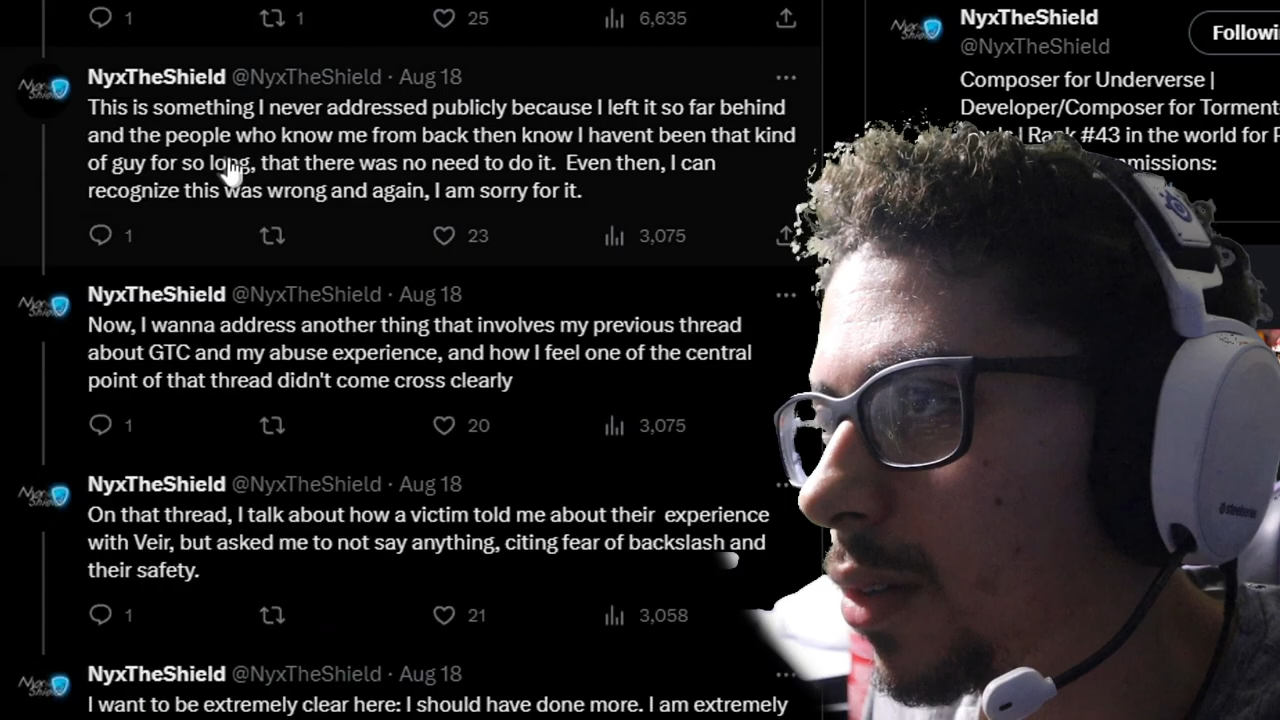 1 1 25 6,635
NyxTheShield @NyxTheShield · Aug 18 ...
This is something I never addressed publicly because I left it so far behind
and the people who know me from back then know I havent been that kind
of guy for so long, that there was no need to do it. Even then, I can
recognize this was wrong and again, I am sorry for it.
1 23 3,075
NyxTheShield @NyxTheShield · Aug 18 ...
Now, I wanna address another thing that involves my previous thread
about GTC and my abuse experience, and how I feel one of the central
point of that thread didn't come cross clearly
1 20 3,075
NyxTheShield @NyxTheShield · Aug 18
On that thread, I talk about how a victim told me about their experience
with Veir, but asked me to not say anything, citing fear of backslash and
their safety.
1 21 3,058
NyxTheShield @NyxTheShield · Aug 18
I want to be extremely clear here: I should have done more. I am extremely
NyxTheShield
@NyxTheShield
Followi
Composer for Underverse |
Developer/Composer for Torment
| Rank #43 in the world for
mmissions:
steelseries